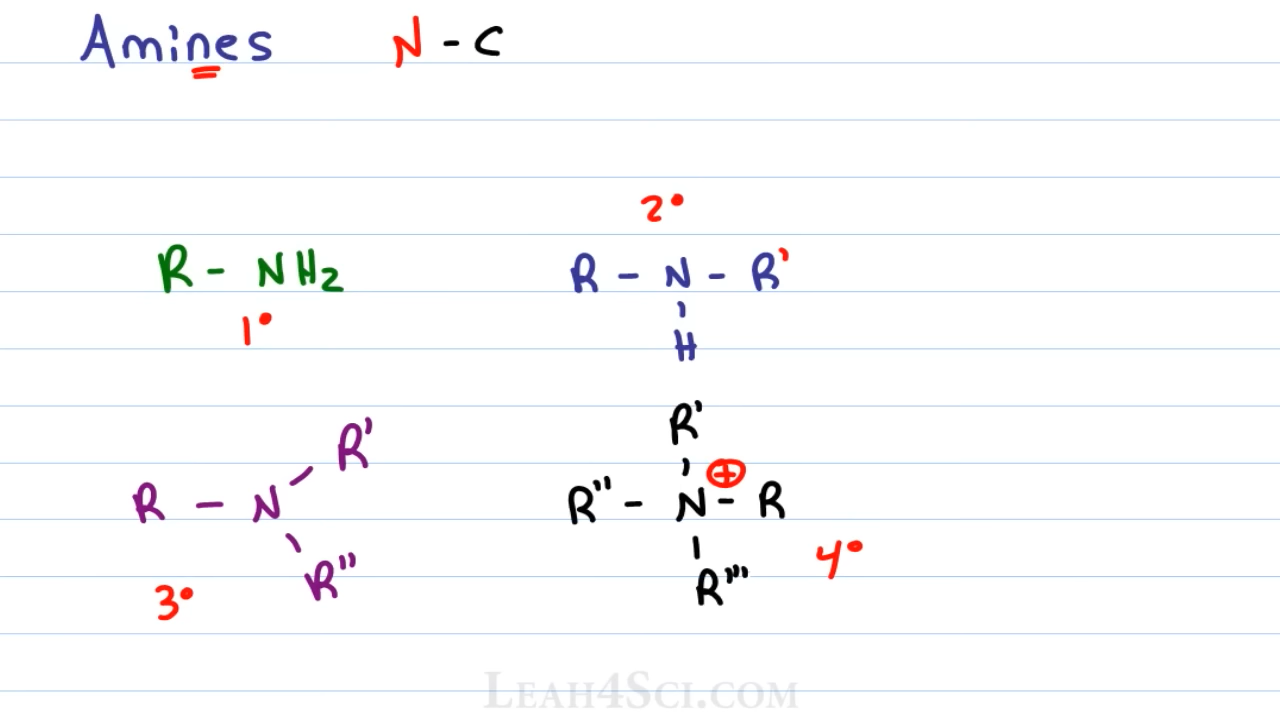 Amines N - C
2°
R - NH2 R - N - R'
1° H
R' R'
R - N R'' - N⊕ - R
R'' R'''
3° 4°
LEAH4SCI.COM